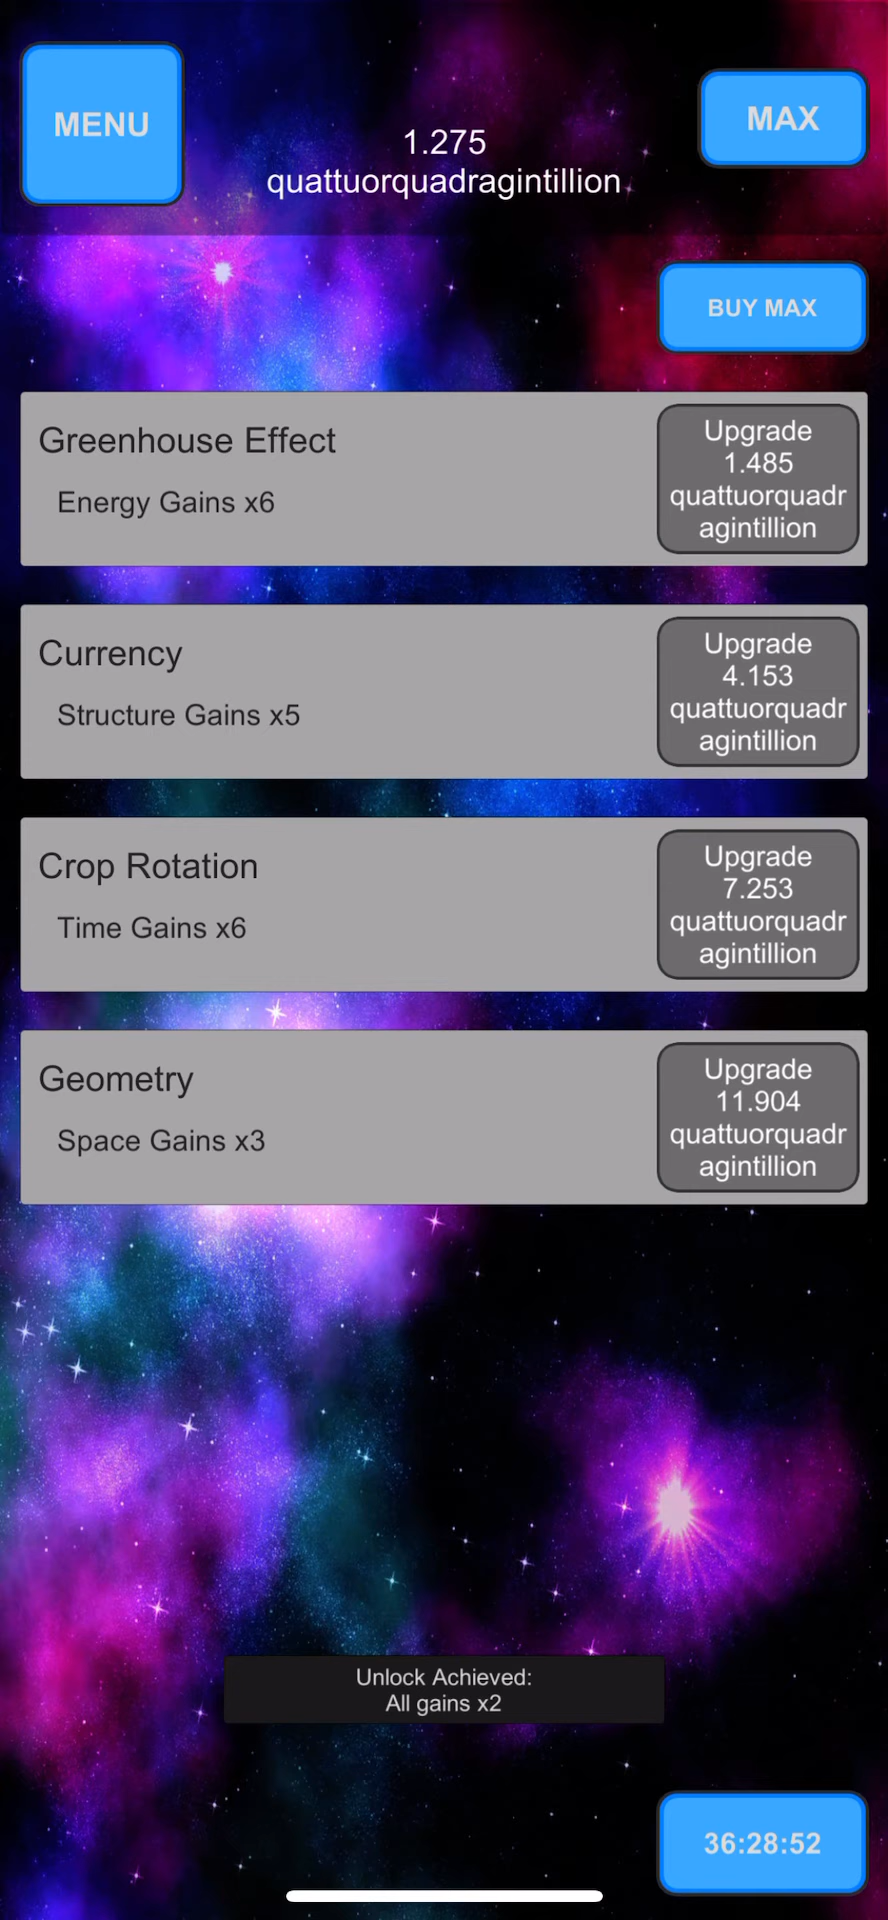 MENU
1.275
quattuorquadragintillion
MAX
BUY MAX
Greenhouse Effect
Energy Gains x6
Upgrade
1.485
quattuorquadr
agintillion
Currency
Structure Gains x5
Upgrade
4.153
quattuorquadr
agintillion
Crop Rotation
Time Gains x6
Upgrade
7.253
quattuorquadr
agintillion
Geometry
Space Gains x3
Upgrade
11.904
quattuorquadr
agintillion
Unlock Achieved:
All gains x2
36:28:52